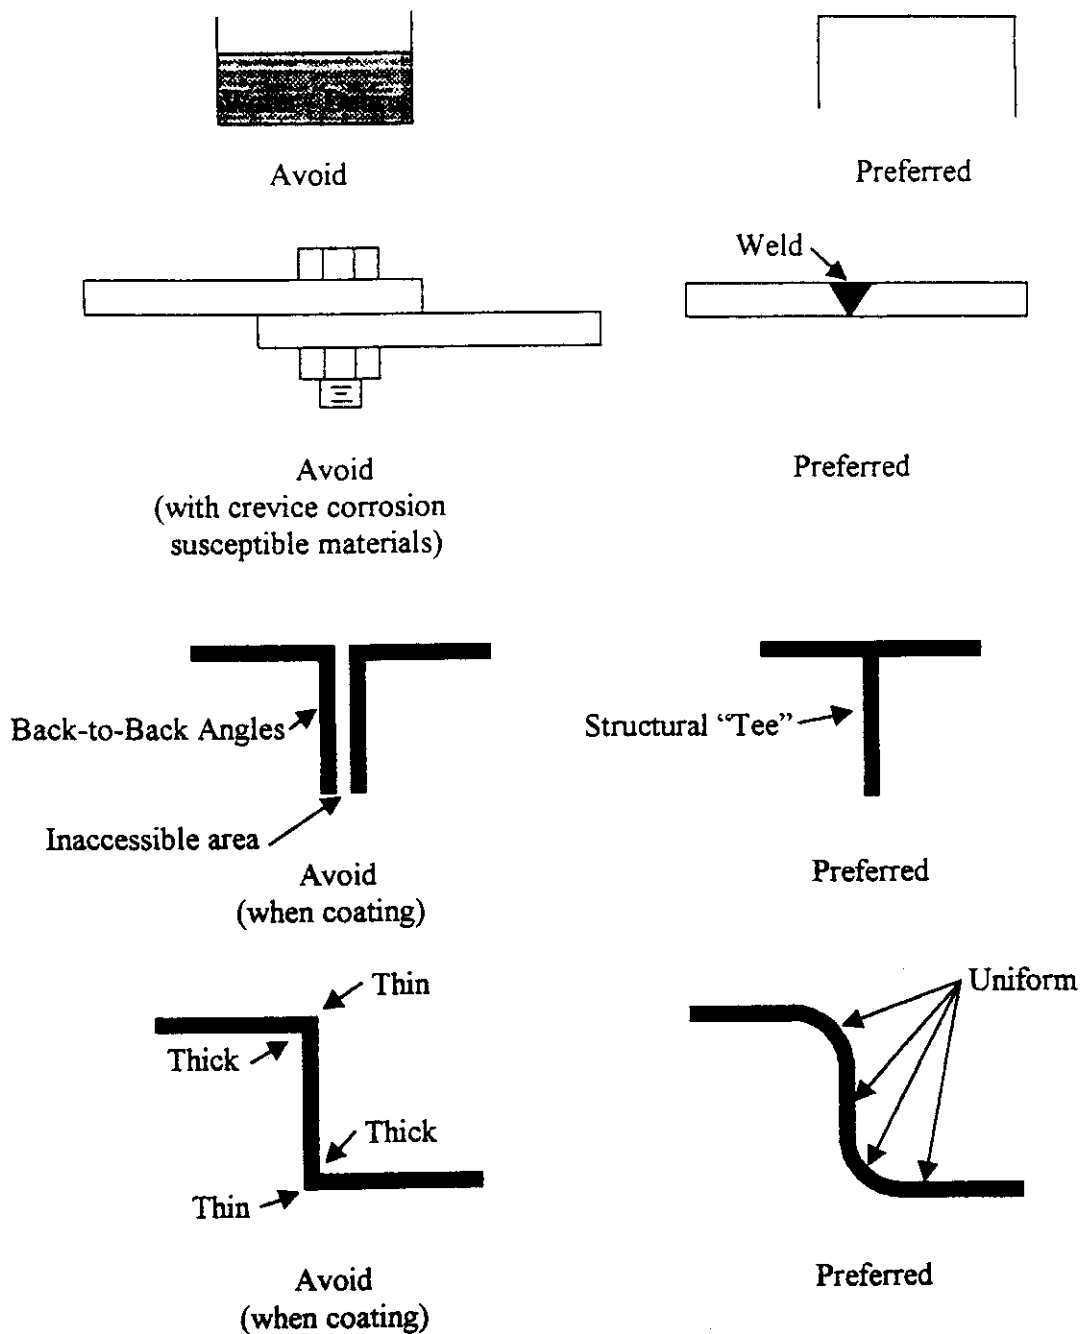 Avoid
Preferred
Weld
Avoid
(with crevice corrosion
susceptible materials)
Preferred
Back-to-Back Angles
Inaccessible area
Avoid
(when coating)
Structural “Tee”
Preferred
Thin
Thick
Thick
Thin
Avoid
(when coating)
Uniform
Preferred